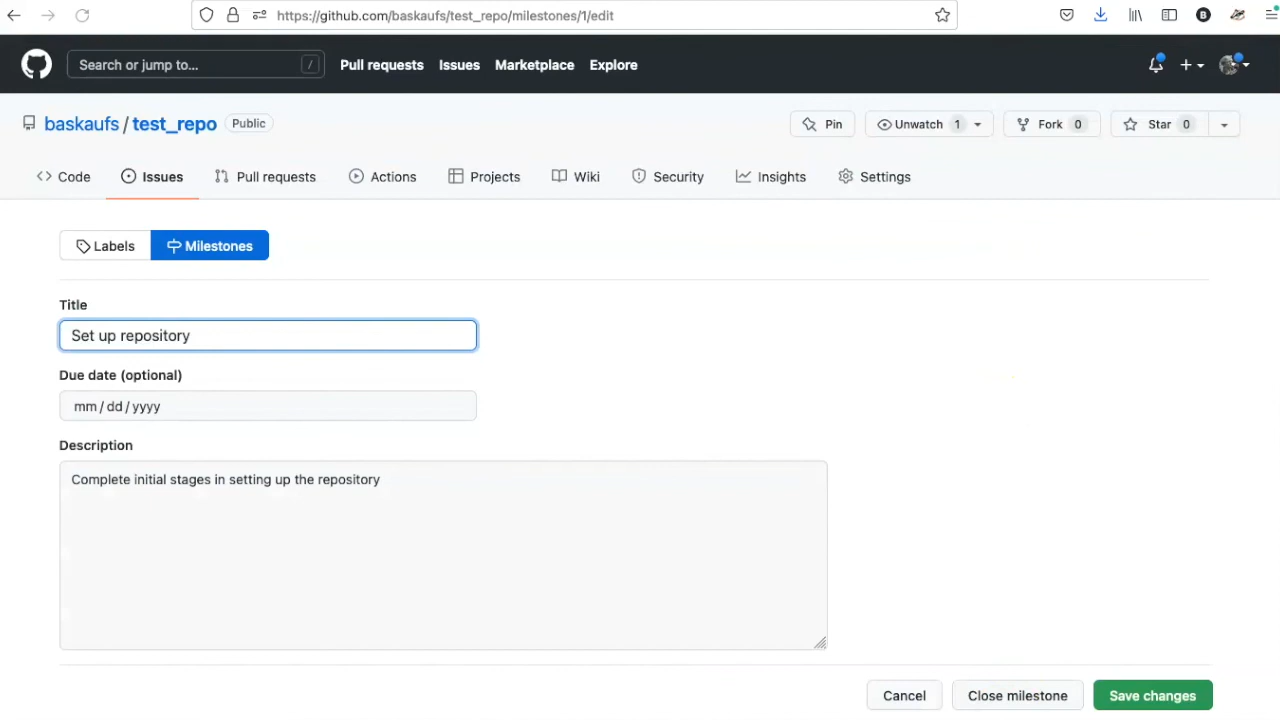 https://github.com/baskaufs/test_repo/milestones/1/edit
Search or jump to... / Pull requests Issues Marketplace Explore
baskaufs / test_repo Public Pin Unwatch 1 Fork 0 Star 0
Code Issues Pull requests Actions Projects Wiki Security Insights Settings
Labels Milestones
Title
Set up repository
Due date (optional)
mm / dd / yyyy
Description
Complete initial stages in setting up the repository
Cancel Close milestone Save changes